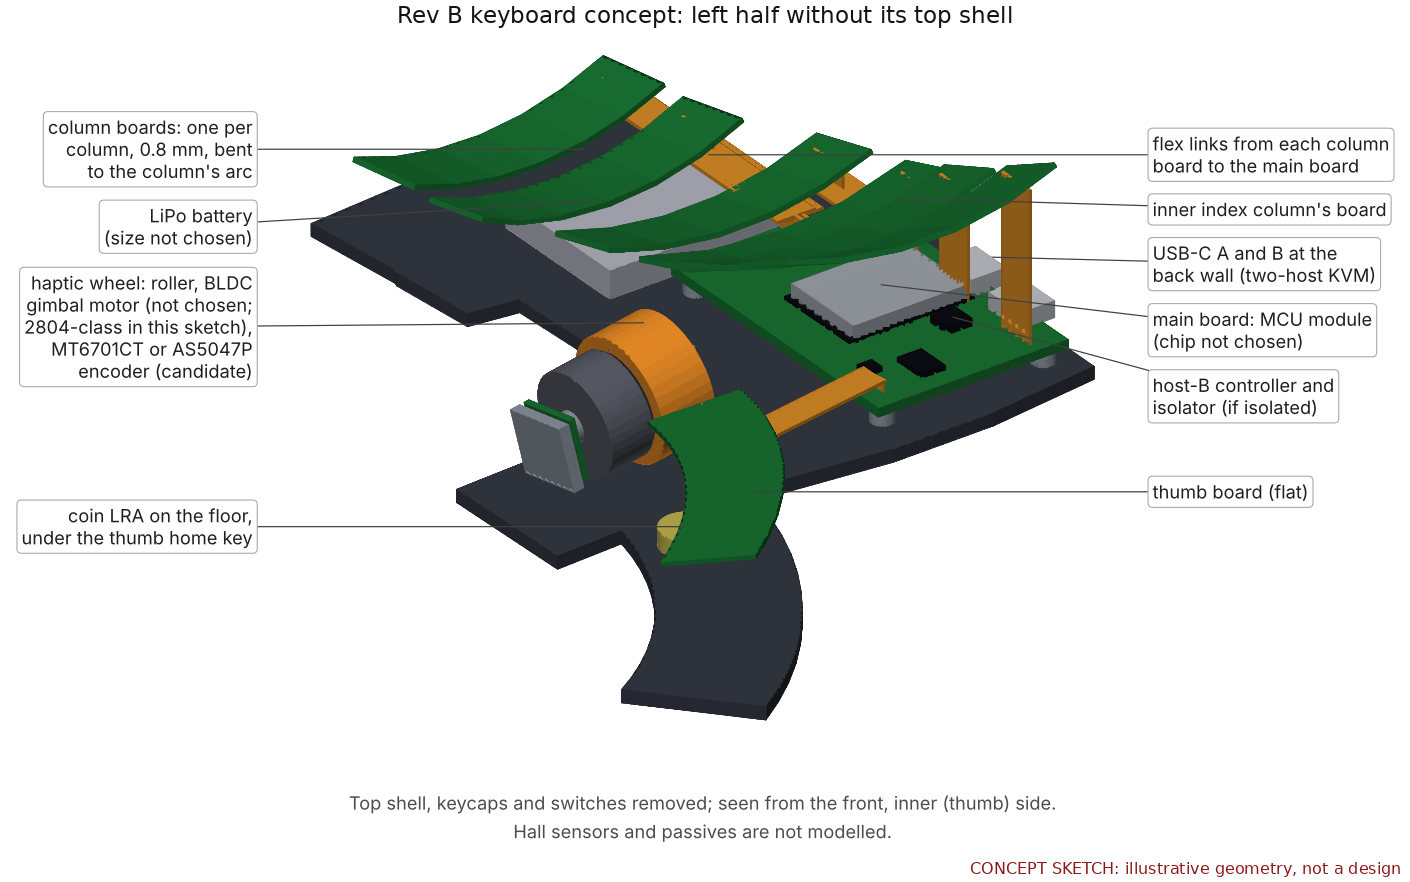 Rev B keyboard concept: left half without its top shell
column boards: one per
column, 0.8 mm, bent
to the column's arc
LiPo battery
(size not chosen)
haptic wheel: roller, BLDC
gimbal motor (not chosen;
2804-class in this sketch),
MT6701CT or AS5047P
encoder (candidate)
coin LRA on the floor,
under the thumb home key
flex links from each column
board to the main board
inner index column's board
USB-C A and B at the
back wall (two-host KVM)
main board: MCU module
(chip not chosen)
host-B controller and
isolator (if isolated)
thumb board (flat)
Top shell, keycaps and switches removed; seen from the front, inner (thumb) side.
Hall sensors and passives are not modelled.
CONCEPT SKETCH: illustrative geometry, not a design